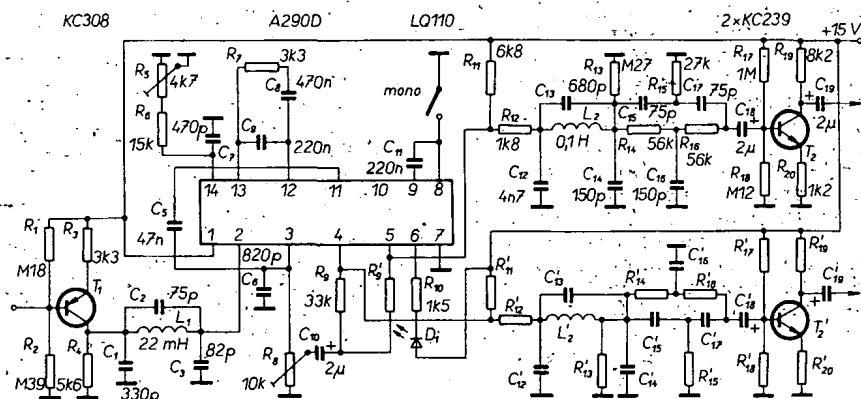 KC308 A290D LQ110 2×KC239
+15 V
R7 3k3
R5 4k7
C8 470n
R6 15k
470p C7
C9 220n
mono
C11 220n
R11 6k8
R12 1k8
C13 680p
L2 0,1 H
C12 4n7
R13 M27
C14 150p
C15 75p
R14 56k
R15 27k
C16 150p
R16 56k
C17 75p
C18 2μ
R17 1M
R18 M12
R19 8k2
T2
R20 1k2
C19 2μ
14 13 12 11 10 9 8
1 2 3 4 5 6 7
C5 47n
R1 M18
R3 3k3
T1
C2 75p
L1 22 mH
R2 M39
R4 5k6
C1 330p
C3 82p
820p C6
R8 10k
C10 2μ
R9 33k
R'9
R10 1k5
D1
R'11
R'12
C'13
L'2
C'12
R'13
C'14
R'14
C'15
C'16
R'16
C'17
R'15
C'18
R'17
R'18
R'19
T2'
R'20
C'19